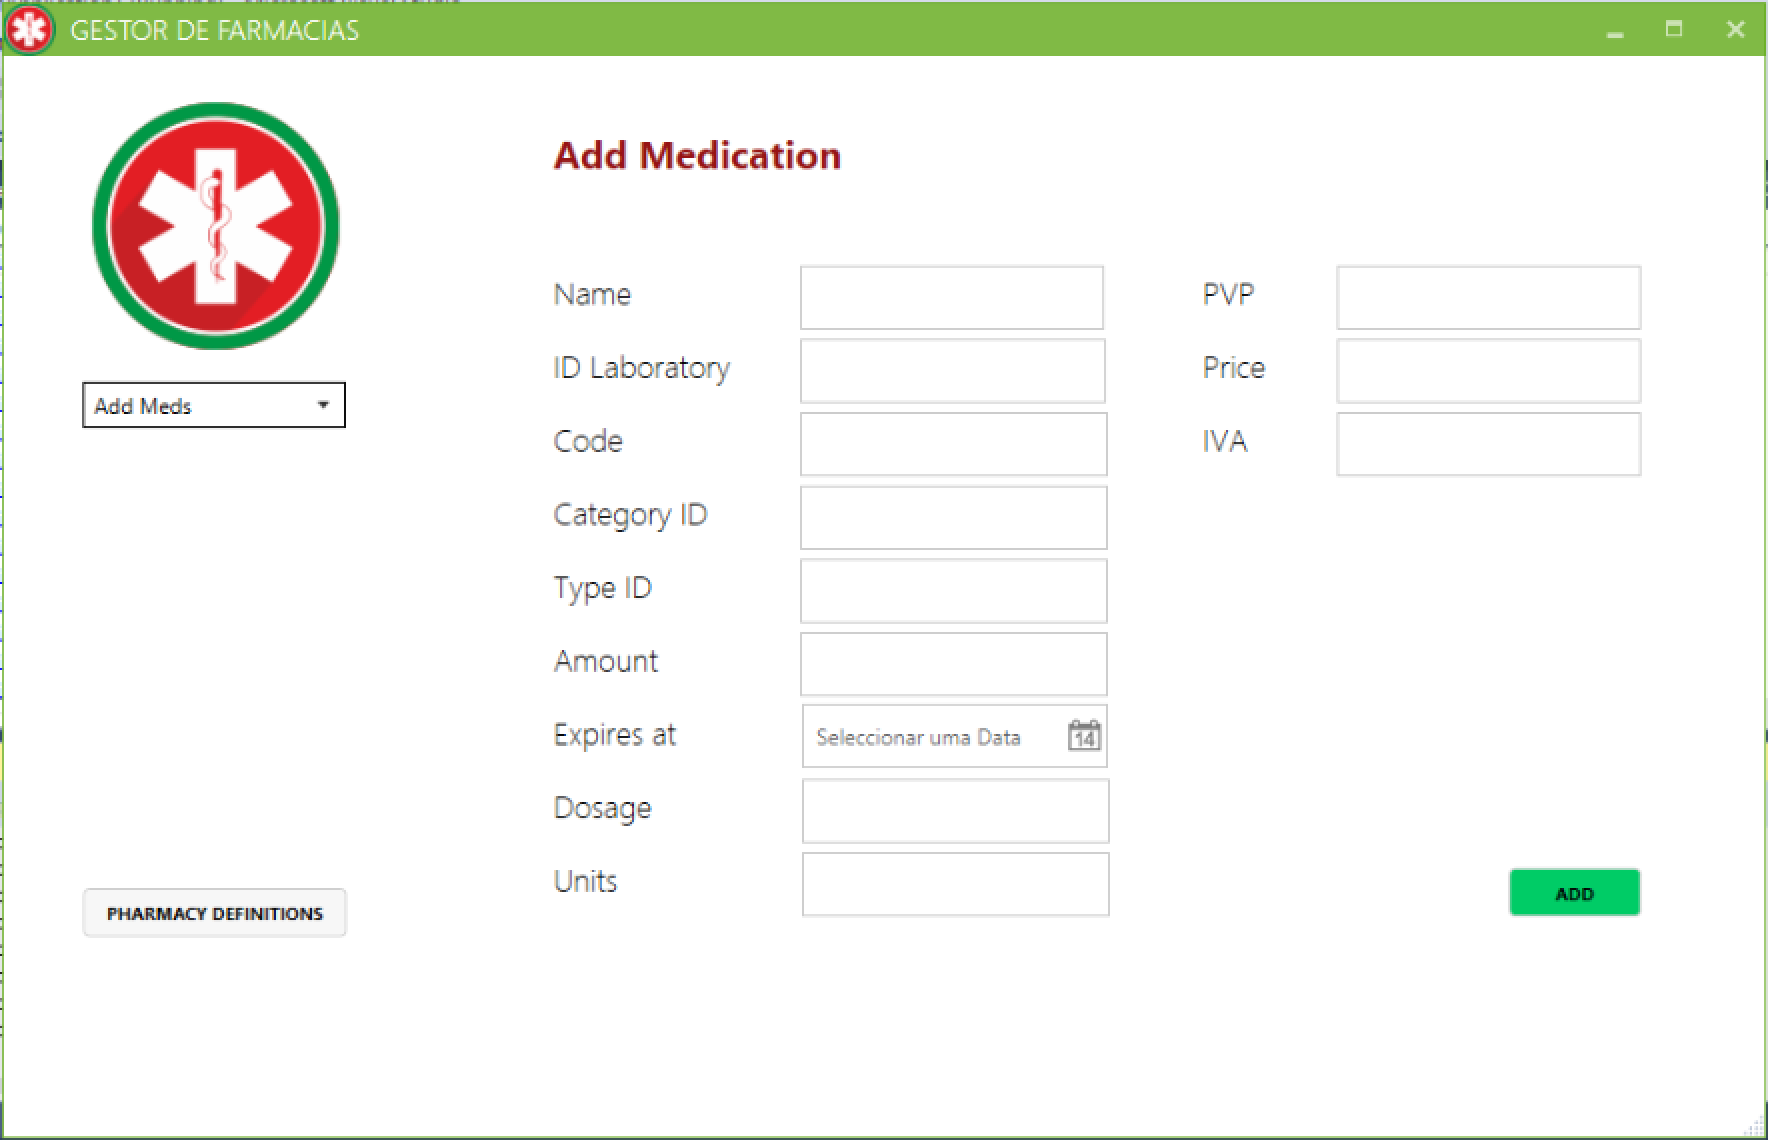 GESTOR DE FARMACIAS
Add Medication
Name
PVP
ID Laboratory
Price
Add Meds
Code
IVA
Category ID
Type ID
Amount
Expires at
Seleccionar uma Data
14
Dosage
Units
ADD
PHARMACY DEFINITIONS